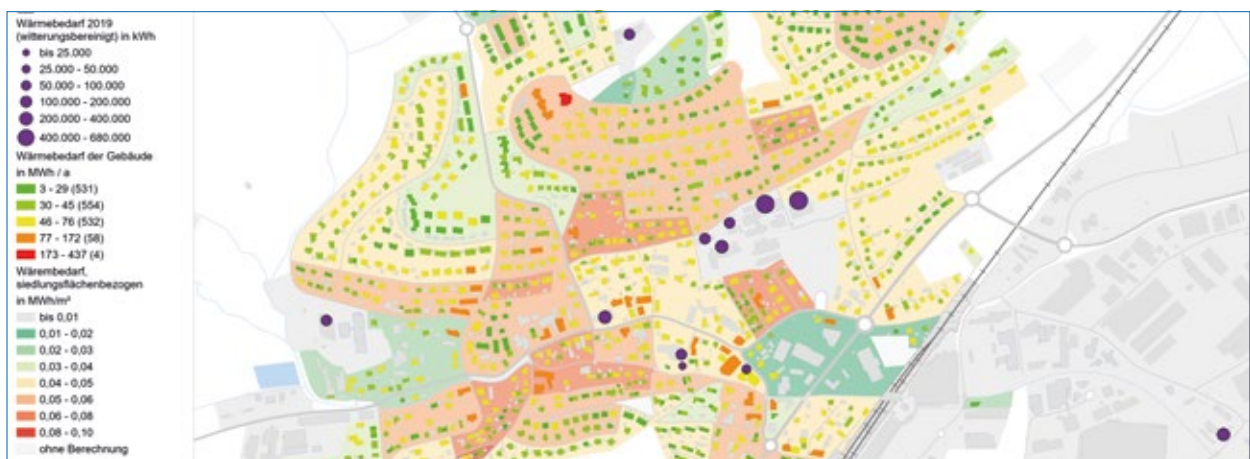 Wärmebedarf 2019
(witterungsbereinigt) in kWh
bis 25.000
25.000 - 50.000
50.000 - 100.000
100.000 - 200.000
200.000 - 400.000
400.000 - 680.000
Wärmebedarf der Gebäude
in MWh / a
3 - 29 (531)
30 - 45 (554)
46 - 76 (532)
77 - 172 (58)
173 - 437 (4)
Wärembedarf,
siedlungsflächenbezogen
in MWh/m²
bis 0,01
0,01 - 0,02
0,02 - 0,03
0,03 - 0,04
0,04 - 0,05
0,05 - 0,06
0,06 - 0,08
0,08 - 0,10
ohne Berechnung